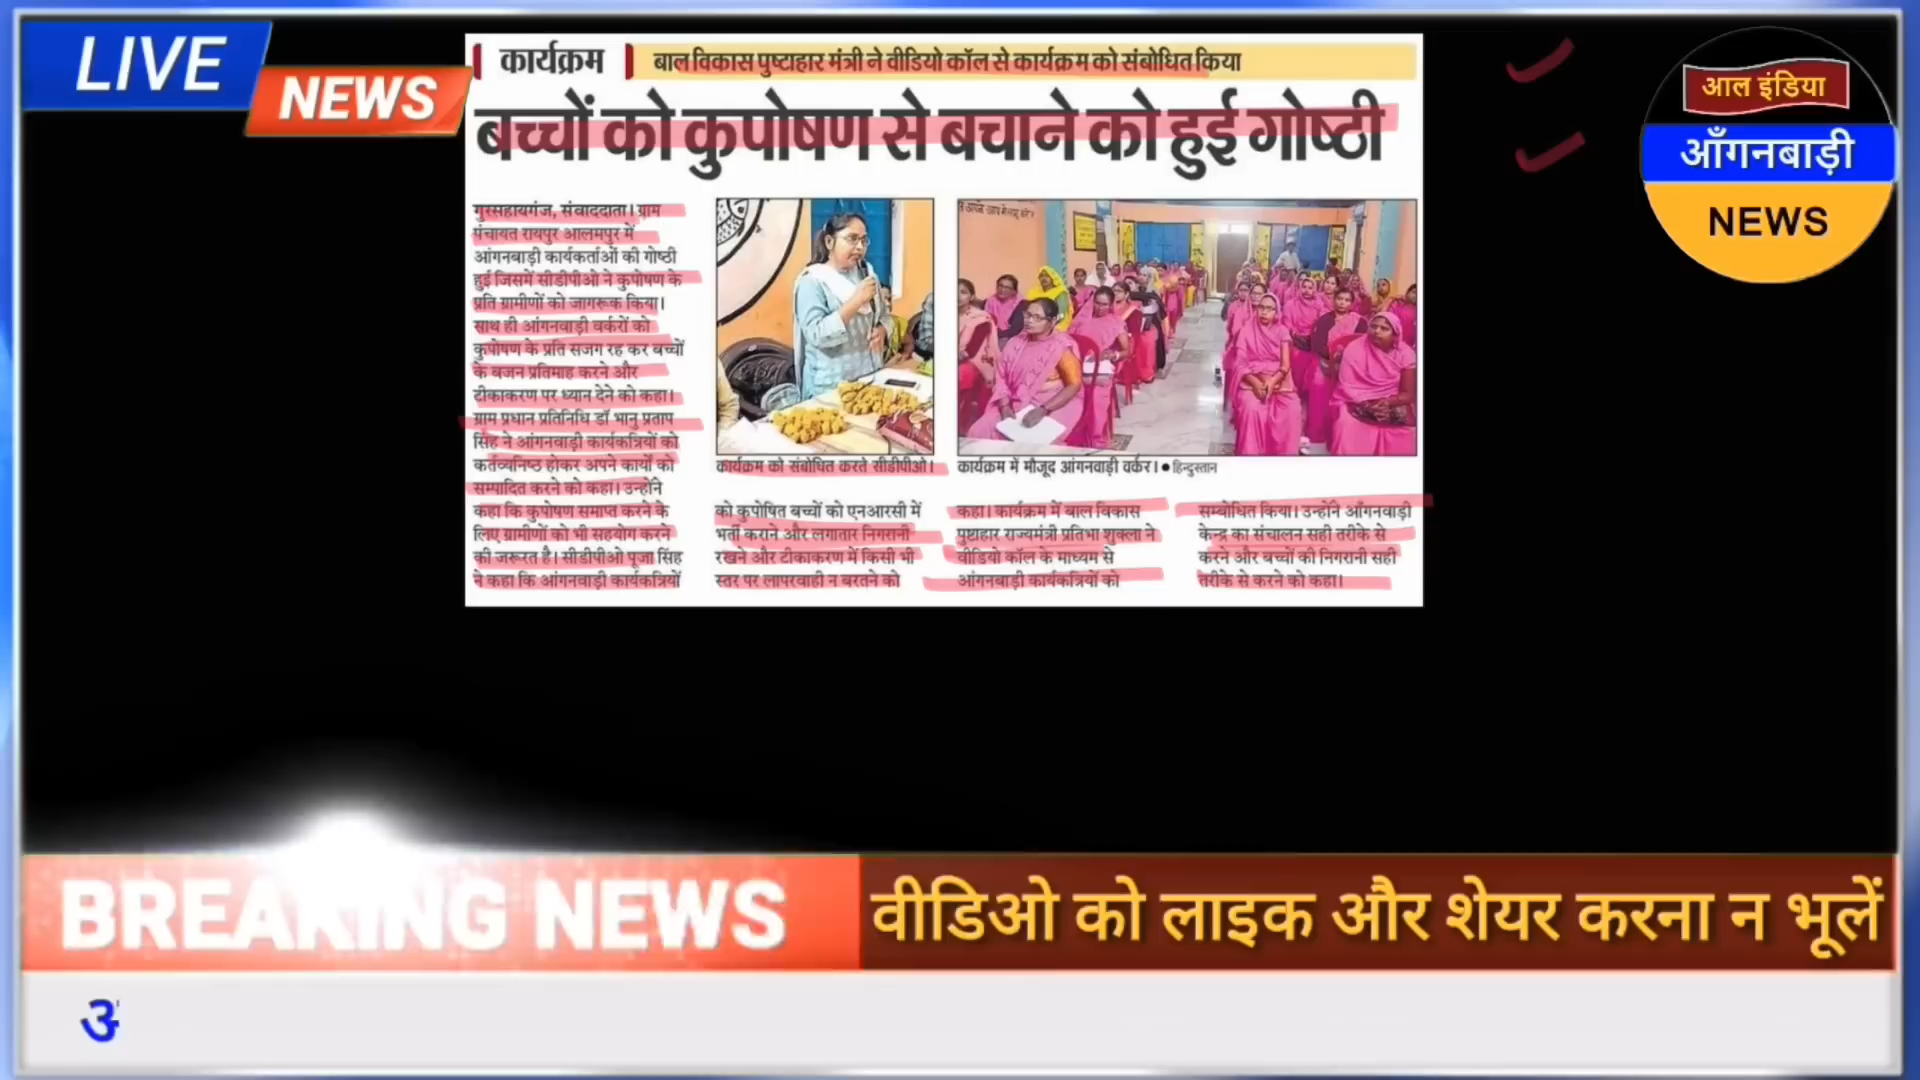 LIVE
NEWS
कार्यक्रम
बाल विकास पुष्टाहार मंत्री ने वीडियो कॉल से कार्यक्रम को संबोधित किया
बच्चों को कुपोषण से बचाने को हुई गोष्ठी
गुरसहायगंज, संवाददाता। ग्राम
पंचायत रायपुर आलमपुर में
आंगनबाड़ी कार्यकर्ताओं की गोष्ठी
हुई जिसमें सीडीपीओ ने कुपोषण के
प्रति ग्रामीणों को जागरूक किया।
साथ ही आंगनवाड़ी वर्करों को
कुपोषण के प्रति सजग रह कर बच्चों
के वजन प्रतिमाह करने और
टीकाकरण पर ध्यान देने को कहा।
ग्राम प्रधान प्रतिनिधि डॉ भानु प्रताप
सिंह ने आंगनवाड़ी कार्यकत्रियों को
कर्तव्यनिष्ठ होकर अपने कार्यों को
सम्पादित करने को कहा। उन्होंने
कहा कि कुपोषण समाप्त करने के
लिए ग्रामीणों को भी सहयोग करने
की जरूरत है। सीडीपीओ पूजा सिंह
ने कहा कि आंगनवाड़ी कार्यकत्रियों
कार्यक्रम को संबोधित करते सीडीपीओ।
कार्यक्रम में मौजूद आंगनवाड़ी वर्कर। ● हिन्दुस्तान
को कुपोषित बच्चों को एनआरसी में
भर्ती कराने और लगातार निगरानी
रखने और टीकाकरण में किसी भी
स्तर पर लापरवाही न बरतने को
कहा। कार्यक्रम में बाल विकास
पुष्टाहार राज्यमंत्री प्रतिभा शुक्ला ने
वीडियो कॉल के माध्यम से
आंगनबाड़ी कार्यकत्रियों को
सम्बोधित किया। उन्होंने आँगनवाड़ी
केन्द्र का संचालन सही तरीके से
करने और बच्चों की निगरानी सही
तरीके से करने को कहा।
आल इंडिया
आँगनबाड़ी
NEWS
BREAKING NEWS
वीडिओ को लाइक और शेयर करना न भूलें